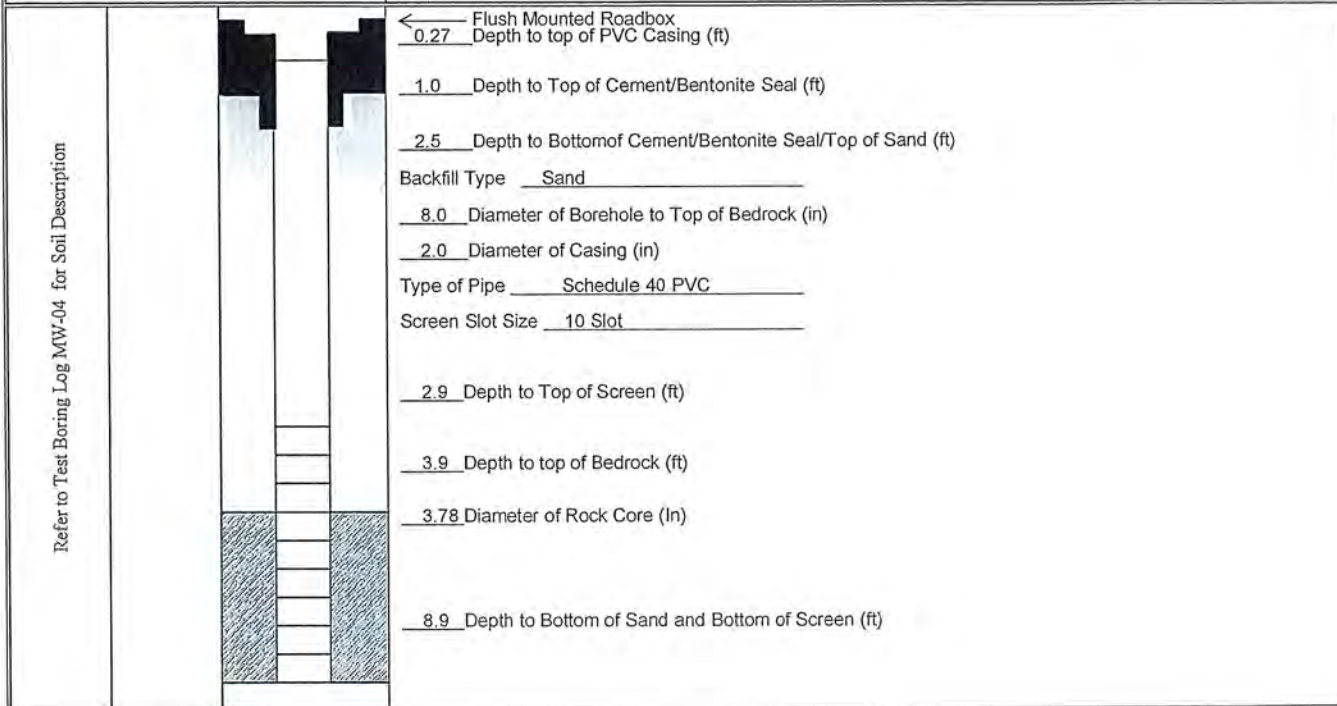 Refer to Test Boring Log MW-04 for Soil Description
Flush Mounted Roadbox
0.27 Depth to top of PVC Casing (ft)
1.0 Depth to Top of Cement/Bentonite Seal (ft)
2.5 Depth to Bottomof Cement/Bentonite Seal/Top of Sand (ft)
Backfill Type Sand
8.0 Diameter of Borehole to Top of Bedrock (in)
2.0 Diameter of Casing (in)
Type of Pipe Schedule 40 PVC
Screen Slot Size 10 Slot
2.9 Depth to Top of Screen (ft)
3.9 Depth to top of Bedrock (ft)
3.78 Diameter of Rock Core (In)
8.9 Depth to Bottom of Sand and Bottom of Screen (ft)